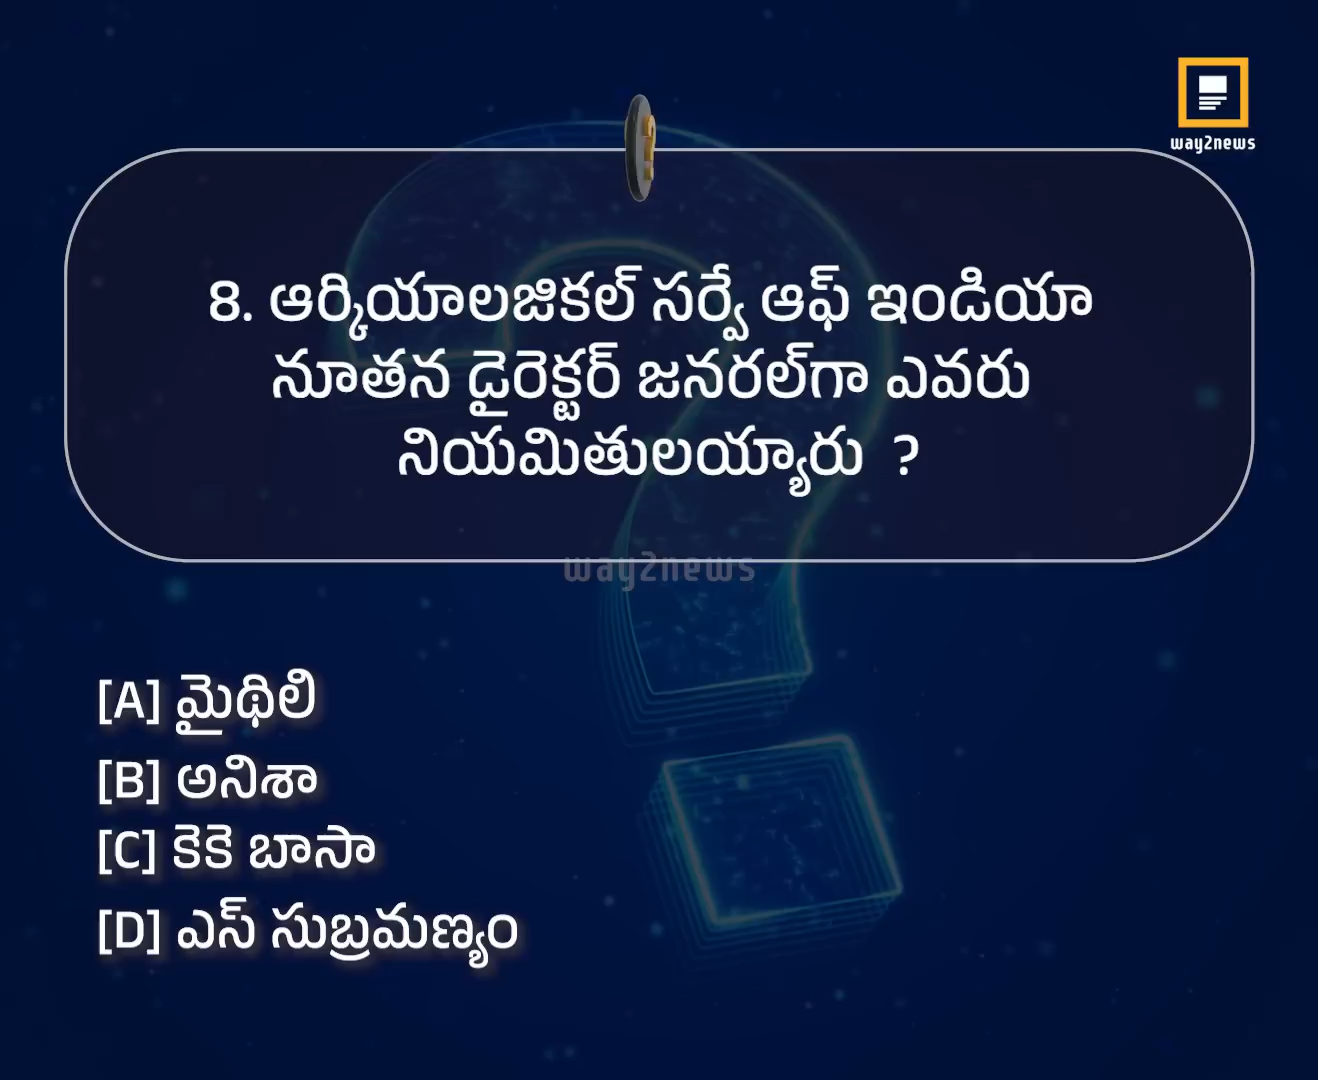 way2news
8. ఆర్కియాలజికల్ సర్వే ఆఫ్ ఇండియా
నూతన డైరెక్టర్ జనరల్‌గా ఎవరు
నియమితులయ్యారు ?
way2news
[A] మైథిలి
[B] అనిశా
[C] కెకె బాసా
[D] ఎస్ సుబ్రమణ్యం